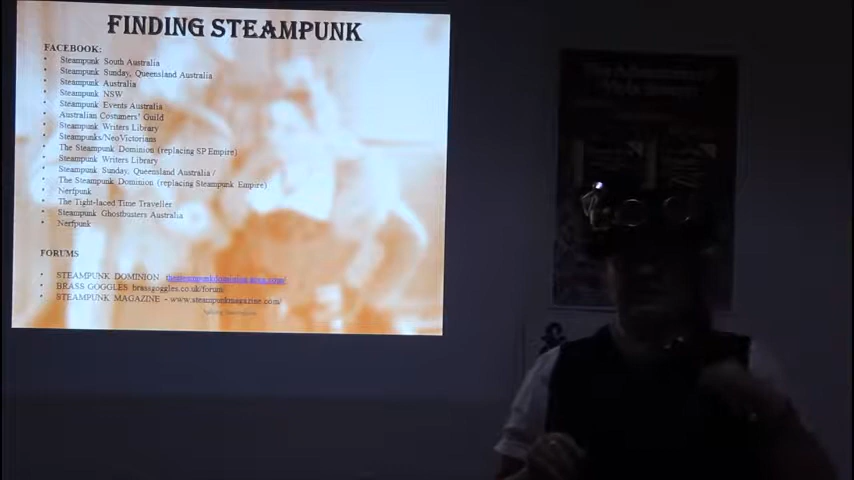 FINDING STEAMPUNK
FACEBOOK:
• Steampunk South Australia
• Steampunk Sunday, Queensland Australia
• Steampunk Australia
• Steampunk NSW
• Steampunk Events Australia
• Australian Costumers' Guild
• Steampunk Writers Library
• Steampunks/NeoVictorians
• The Steampunk Dominion (replacing SP Empire)
• Steampunk Writers Library
• Steampunk Sunday, Queensland Australia /
• The Steampunk Dominion (replacing Steampunk Empire)
• Nerfpunk
• The Tight-laced Time Traveller
• Steampunk Ghostbusters Australia
• Nerfpunk
FORUMS
• STEAMPUNK DOMINION
• BRASS GOGGLES brassgoggles.co.uk/forum/
• STEAMPUNK MAGAZINE - www.steampunkmagazine.com/